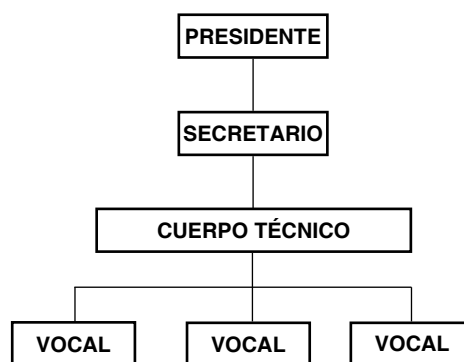 PRESIDENTE
SECRETARIO
CUERPO TÉCNICO
VOCAL VOCAL VOCAL